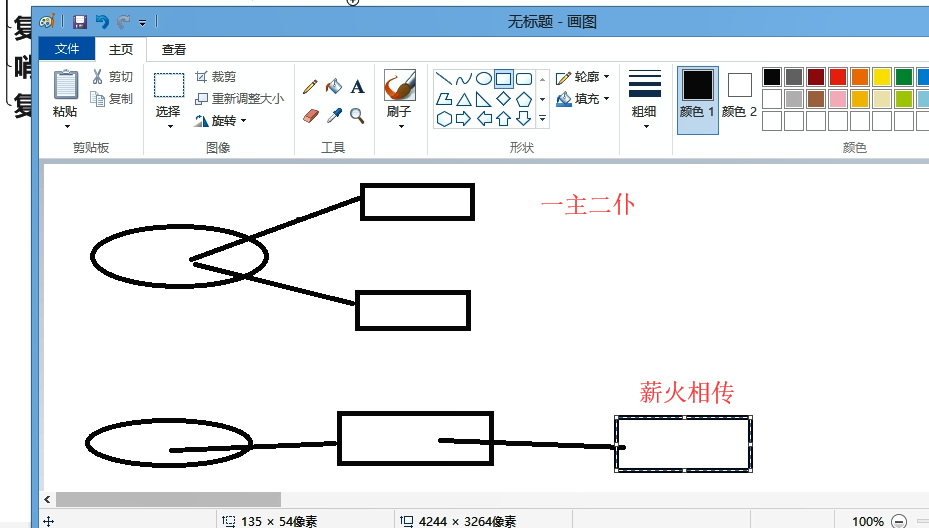 复
哨
复
无标题 - 画图
文件 主页 查看
粘贴 剪切 复制 选择 裁剪 重新调整大小 旋转 A 刷子 轮廓 填充 粗细 颜色 1 颜色 2
剪贴板 图像 工具 形状 颜色
一主二仆
薪火相传
135 × 54像素 4244 × 3264像素 100%